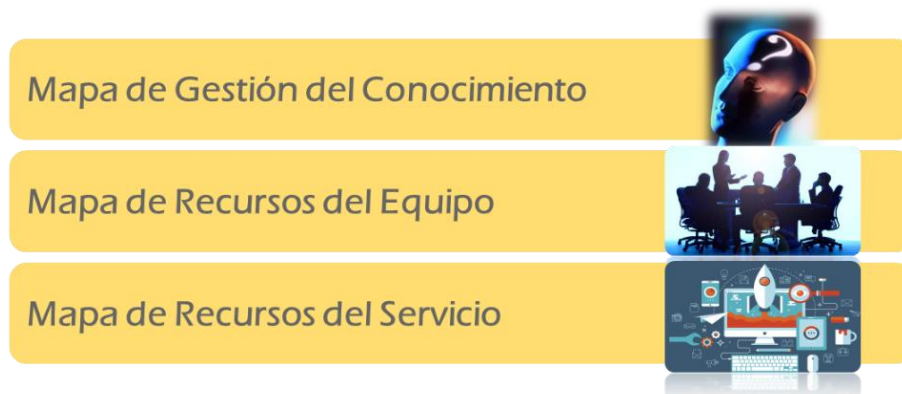 Mapa de Gestión del Conocimiento
Mapa de Recursos del Equipo
Mapa de Recursos del Servicio